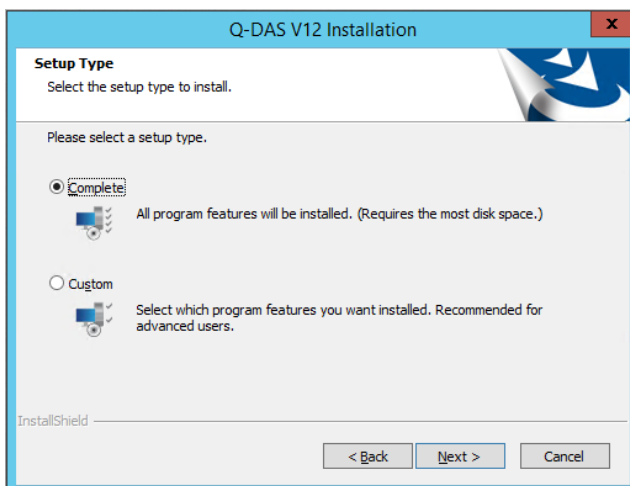 Q-DAS V12 Installation
x
Setup Type
Select the setup type to install.
Please select a setup type.
Complete
All program features will be installed. (Requires the most disk space.)
Custom
Select which program features you want installed. Recommended for
advanced users.
InstallShield
< Back
Next >
Cancel